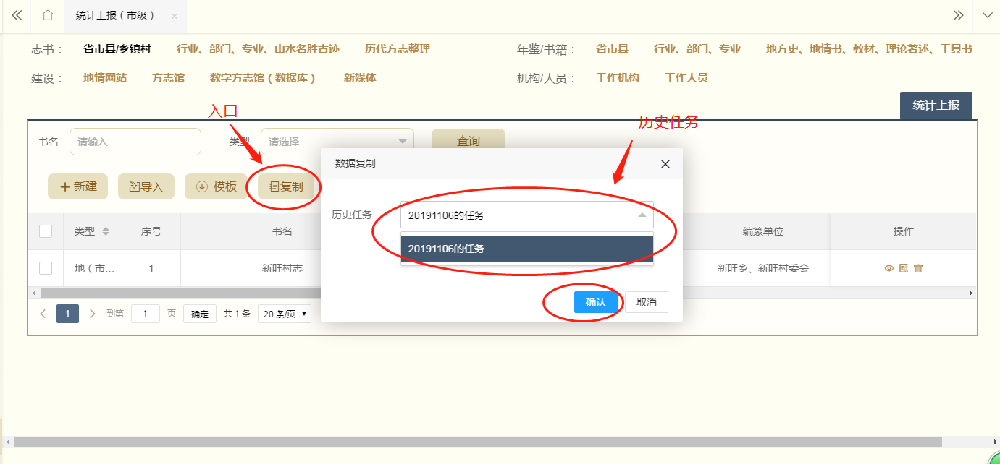 统计上报（市级）
志书： 省市县/乡镇村 行业、部门、专业、山水名胜古迹 历代方志整理 年鉴/书籍： 省市县 行业、部门、专业 地方史、地情书、教材、理论著述、工具书
建设： 地情网站 方志馆 数字方志馆（数据库） 新媒体 机构/人员： 工作机构 工作人员
统计上报
入口
历史任务
书名 请输入 类型 请选择 查询
数据复制
新建 导入 模板 复制
历史任务 20191106的任务
20191106的任务
类型 序号 书名 编纂单位 操作
地（市... 1 新旺村志 新旺乡、新旺村委会
确认 取消
1 到第 1 页 确定 共 1 条 20 条/页